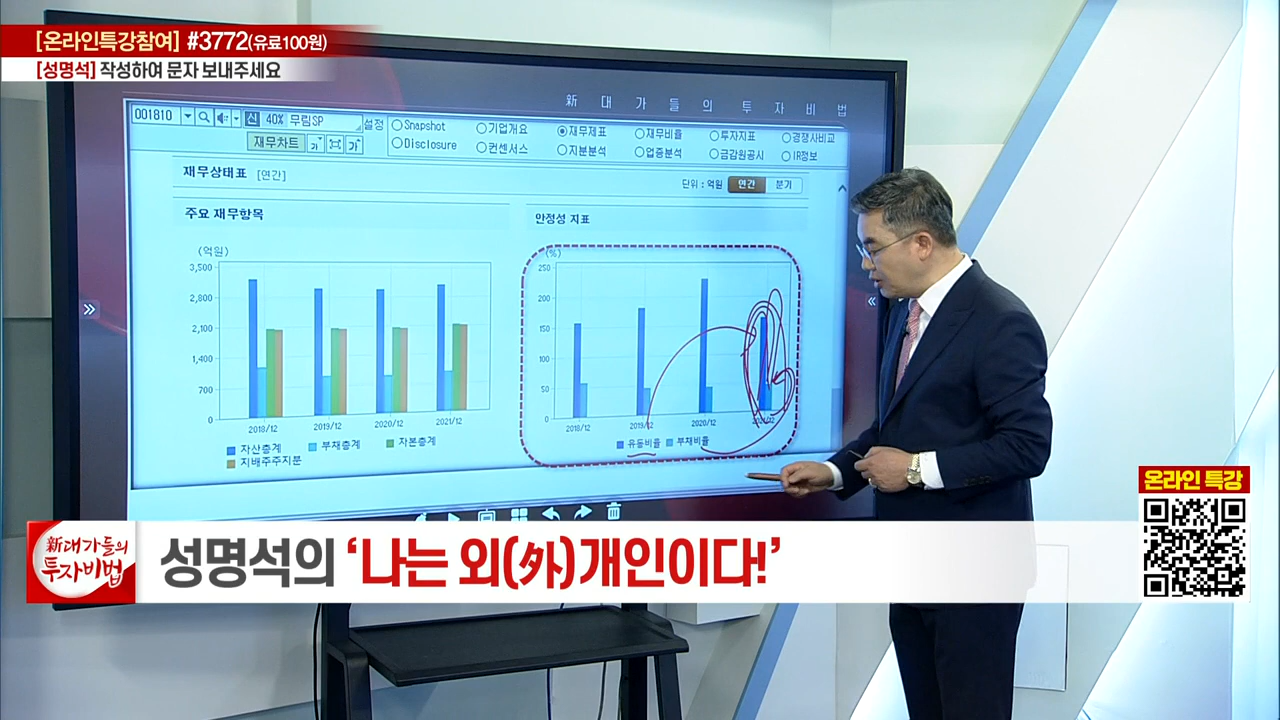 [온라인특강참여] #3772(유료100원)
[성명석] 작성하여 문자 보내주세요
新 대 가 들 의 투 자 비 법
001810 신 40% 무림SP 설정
Snapshot 기업개요 재무제표 재무비율 투자지표 경쟁사비교
재무차트 가 가
Disclosure 컨센서스 지분분석 업종분석 금감원공시 IR정보
재무상태표 [연간]
단위 : 억원 연간 분기
주요 재무항목
안정성 지표
(억원)
3,500
2,800
2,100
1,400
700
0
2018/12 2019/12 2020/12 2021/12
자산총계 부채총계 자본총계
지배주주지분
(%)
250
200
150
100
50
0
2018/12 2019/12 2020/12 2021/12
유동비율 부채비율
온라인 특강
新대가들의
투자비법
성명석의 ‘나는 외(外)개인이다!’